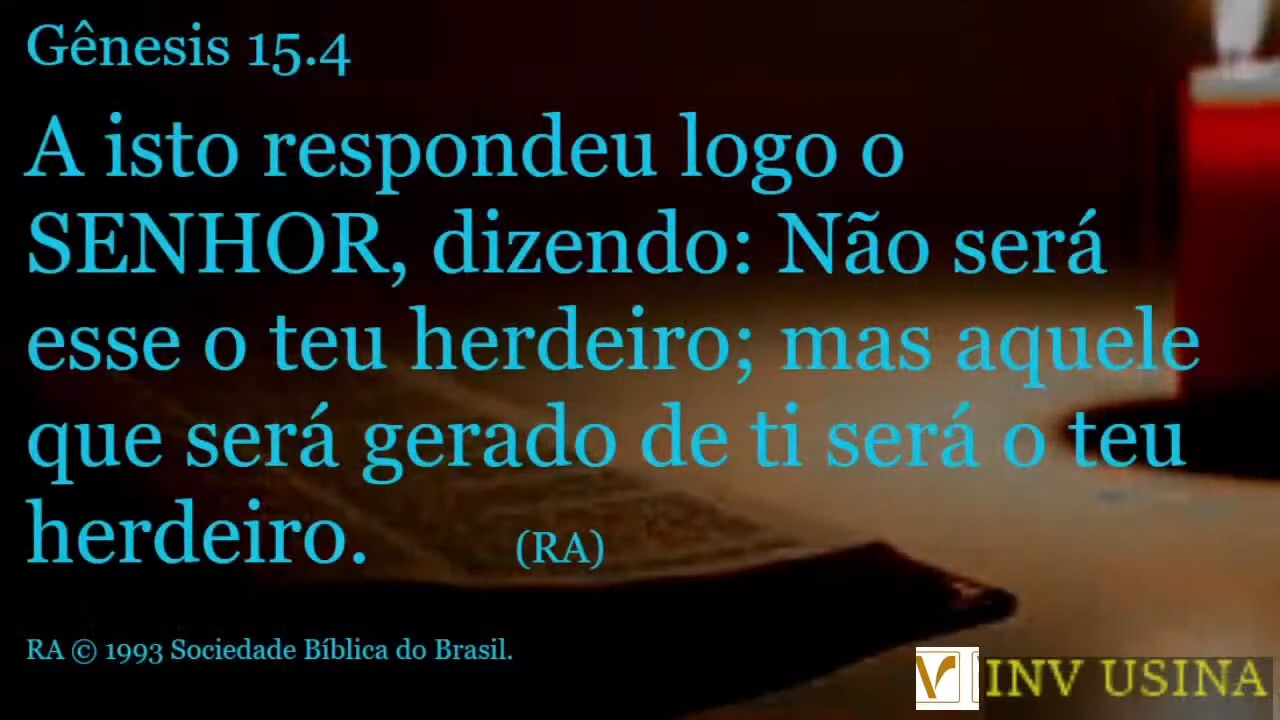 Gênesis 15.4
A isto respondeu logo o
SENHOR, dizendo: Não será
esse o teu herdeiro; mas aquele
que será gerado de ti será o teu
herdeiro. (RA)
RA © 1993 Sociedade Bíblica do Brasil.
INV USINA